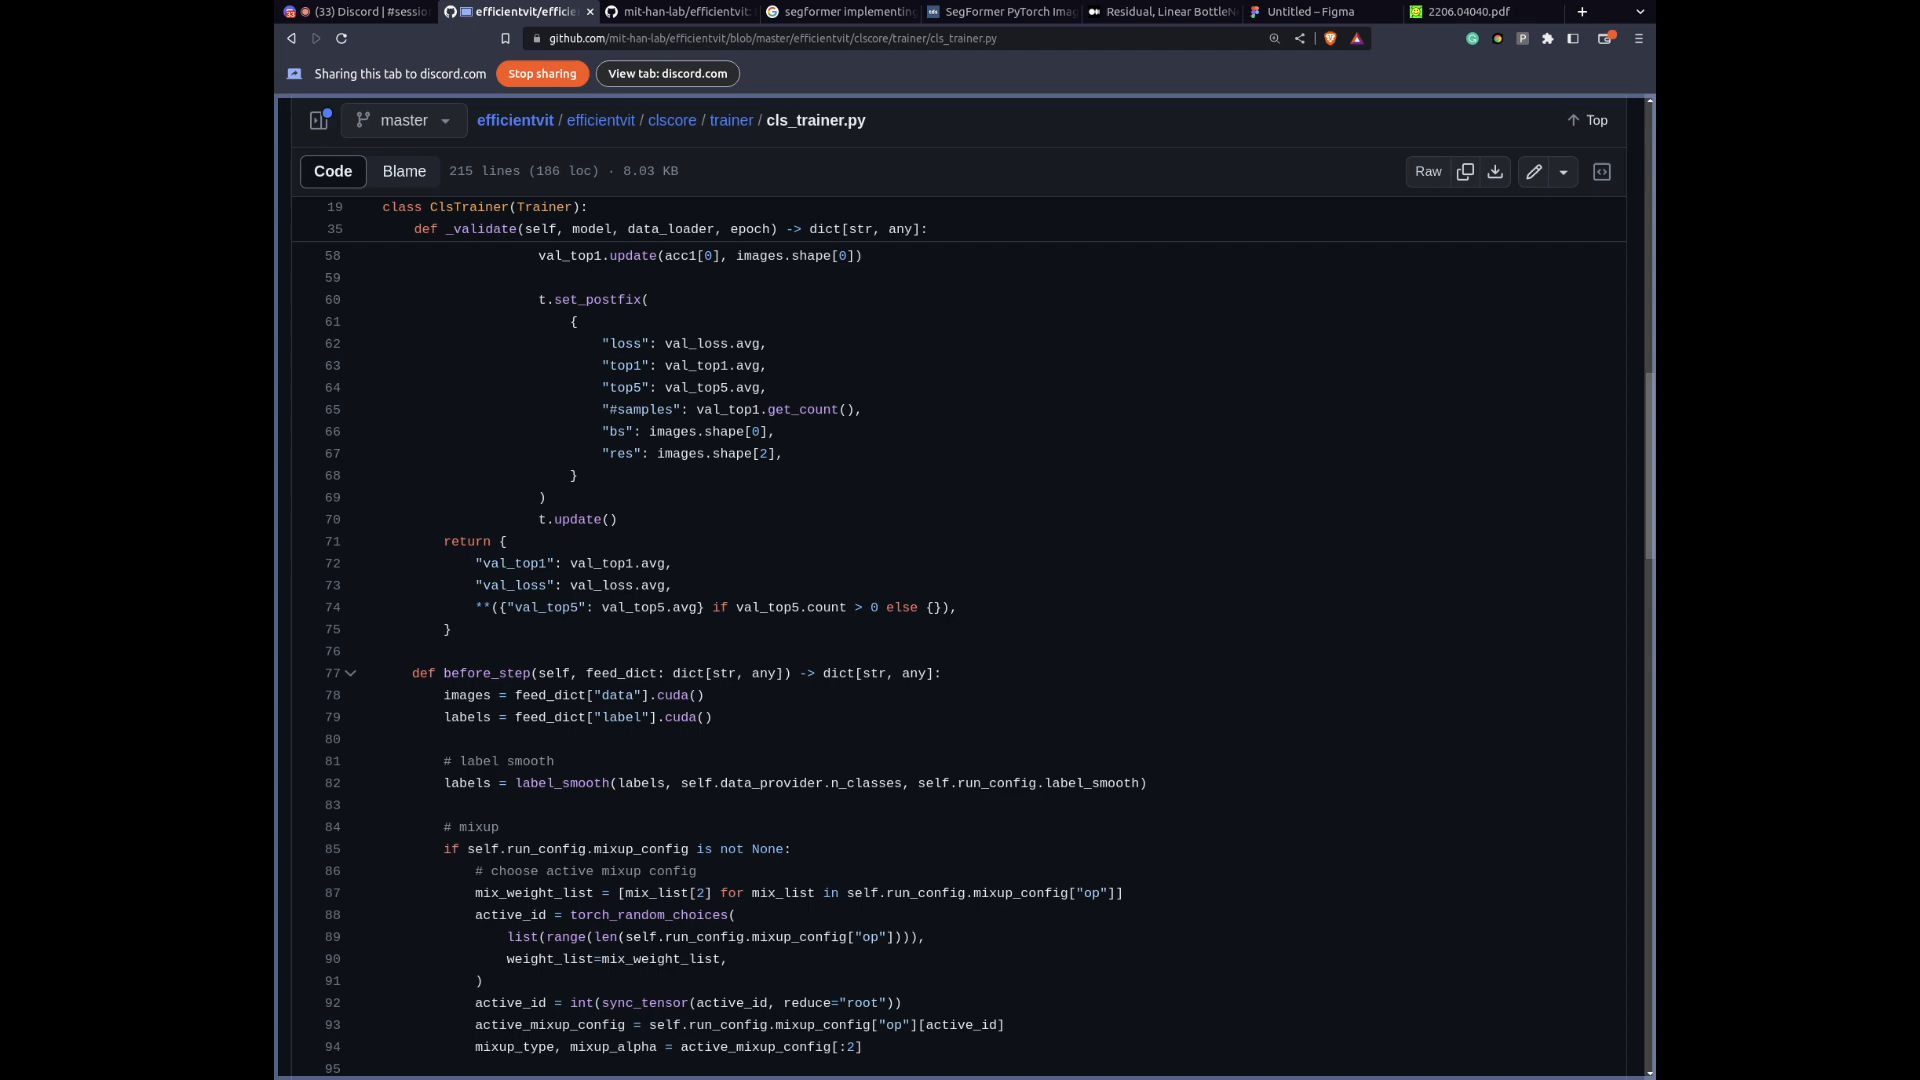 (33) Discord | #sessio
efficientvit/efficie
mit-han-lab/efficientvit:
segformer implementing
SegFormer PyTorch Imag
Residual, Linear BottleNe
Untitled – Figma
2206.04040.pdf
github.com/mit-han-lab/efficientvit/blob/master/efficientvit/clscore/trainer/cls_trainer.py
Sharing this tab to discord.com Stop sharing View tab: discord.com
master efficientvit / efficientvit / clscore / trainer / cls_trainer.py Top
Code Blame 215 lines (186 loc) · 8.03 KB Raw
19 class ClsTrainer(Trainer):
35 def _validate(self, model, data_loader, epoch) -> dict[str, any]:
58 val_top1.update(acc1[0], images.shape[0])
59
60 t.set_postfix(
61 {
62 "loss": val_loss.avg,
63 "top1": val_top1.avg,
64 "top5": val_top5.avg,
65 "#samples": val_top1.get_count(),
66 "bs": images.shape[0],
67 "res": images.shape[2],
68 }
69 )
70 t.update()
71 return {
72 "val_top1": val_top1.avg,
73 "val_loss": val_loss.avg,
74 **({"val_top5": val_top5.avg} if val_top5.count > 0 else {}),
75 }
76
77 def before_step(self, feed_dict: dict[str, any]) -> dict[str, any]:
78 images = feed_dict["data"].cuda()
79 labels = feed_dict["label"].cuda()
80
81 # label smooth
82 labels = label_smooth(labels, self.data_provider.n_classes, self.run_config.label_smooth)
83
84 # mixup
85 if self.run_config.mixup_config is not None:
86 # choose active mixup config
87 mix_weight_list = [mix_list[2] for mix_list in self.run_config.mixup_config["op"]]
88 active_id = torch_random_choices(
89 list(range(len(self.run_config.mixup_config["op"]))),
90 weight_list=mix_weight_list,
91 )
92 active_id = int(sync_tensor(active_id, reduce="root"))
93 active_mixup_config = self.run_config.mixup_config["op"][active_id]
94 mixup_type, mixup_alpha = active_mixup_config[:2]
95